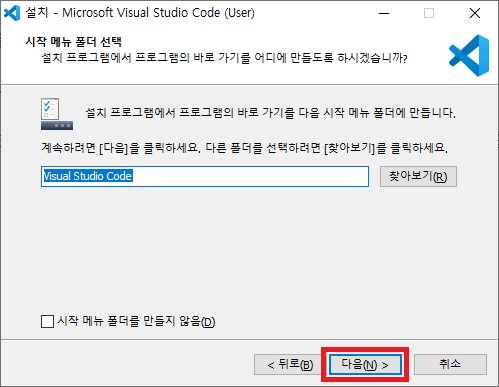 설치 - Microsoft Visual Studio Code (User)
시작 메뉴 폴더 선택
설치 프로그램에서 프로그램의 바로 가기를 어디에 만들도록 하시겠습니까?
설치 프로그램에서 프로그램의 바로 가기를 다음 시작 메뉴 폴더에 만듭니다.
계속하려면 [다음]을 클릭하세요. 다른 폴더를 선택하려면 [찾아보기]를 클릭하세요.
Visual Studio Code
찾아보기(R)
시작 메뉴 폴더를 만들지 않음(D)
< 뒤로(B)
다음(N) >
취소